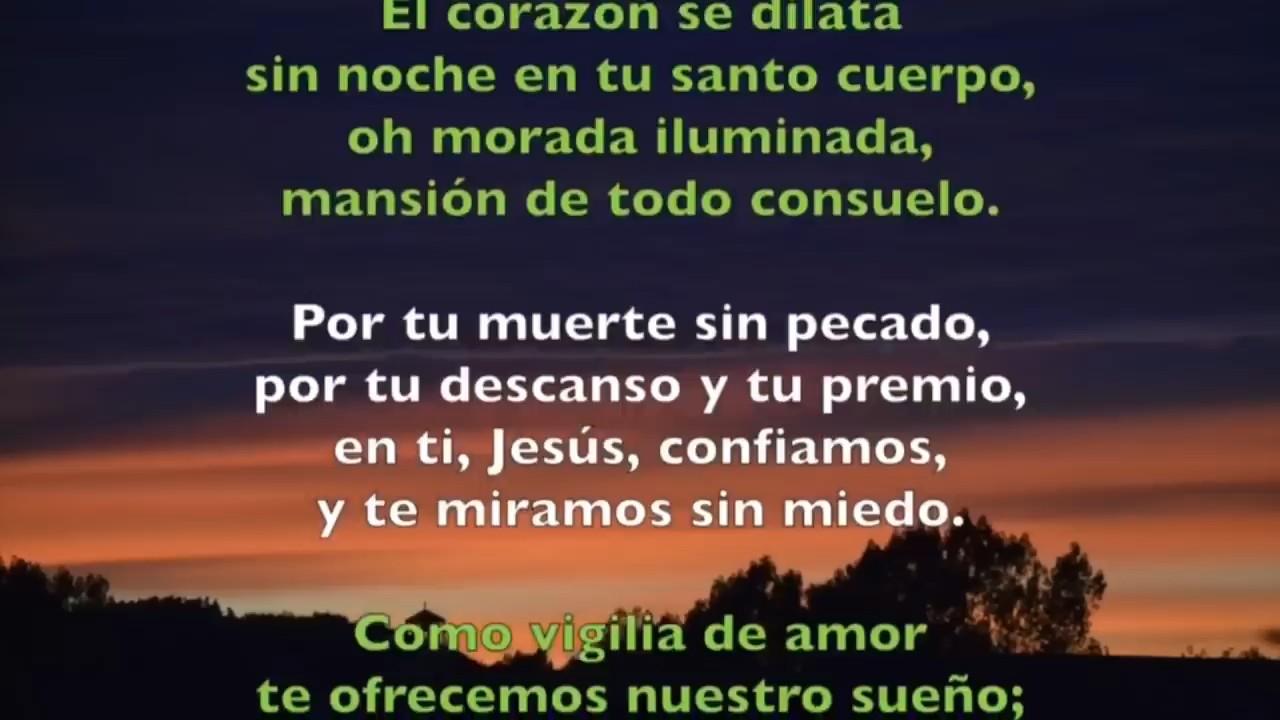 El corazón se dilata
sin noche en tu santo cuerpo,
oh morada iluminada,
mansión de todo consuelo.
Por tu muerte sin pecado,
por tu descanso y tu premio,
en ti, Jesús, confiamos,
y te miramos sin miedo.
Como vigilia de amor
te ofrecemos nuestro sueño;